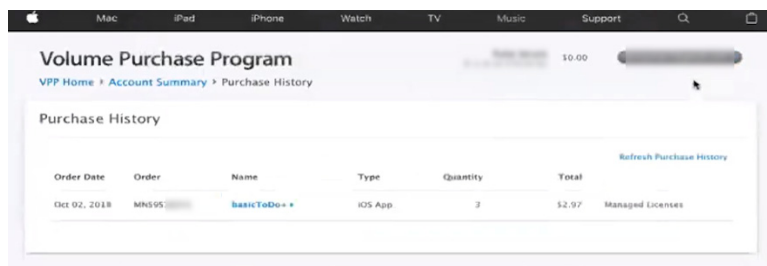 Mac iPad iPhone Watch TV Music Support
Volume Purchase Program
$0.00
VPP Home › Account Summary › Purchase History
Purchase History
Refresh Purchase History
Order Date Order Name Type Quantity Total
Oct 02, 2018 basicToDo+ iOS App 3 $2.97 Managed Licenses